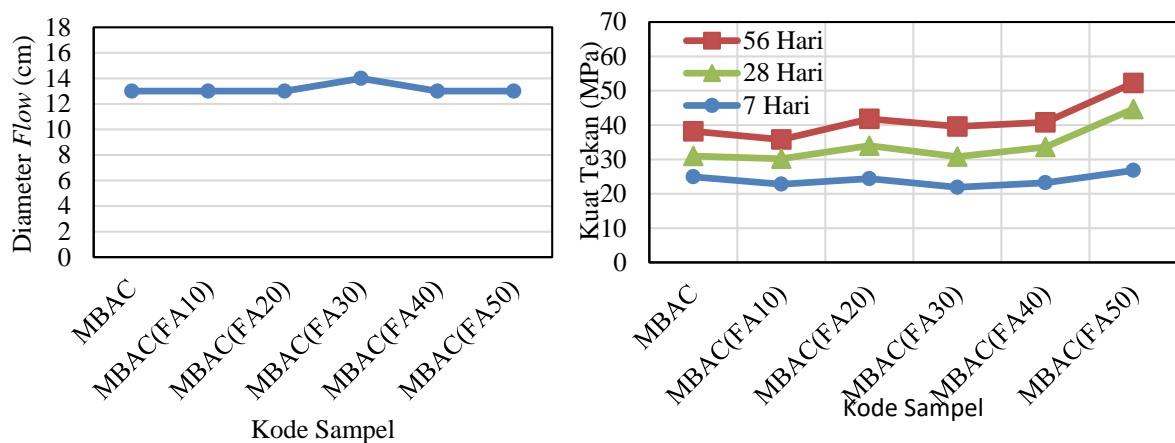 Diameter Flow (cm)
18
16
14
12
10
8
6
4
2
0
MBAC
MBAC(FA10)
MBAC(FA20)
MBAC(FA30)
MBAC(FA40)
MBAC(FA50)
Kode Sampel
Kuat Tekan (MPa)
70
60
50
40
30
20
10
0
56 Hari
28 Hari
7 Hari
MBAC
MBAC(FA10)
MBAC(FA20)
MBAC(FA30)
MBAC(FA40)
MBAC(FA50)
Kode Sampel